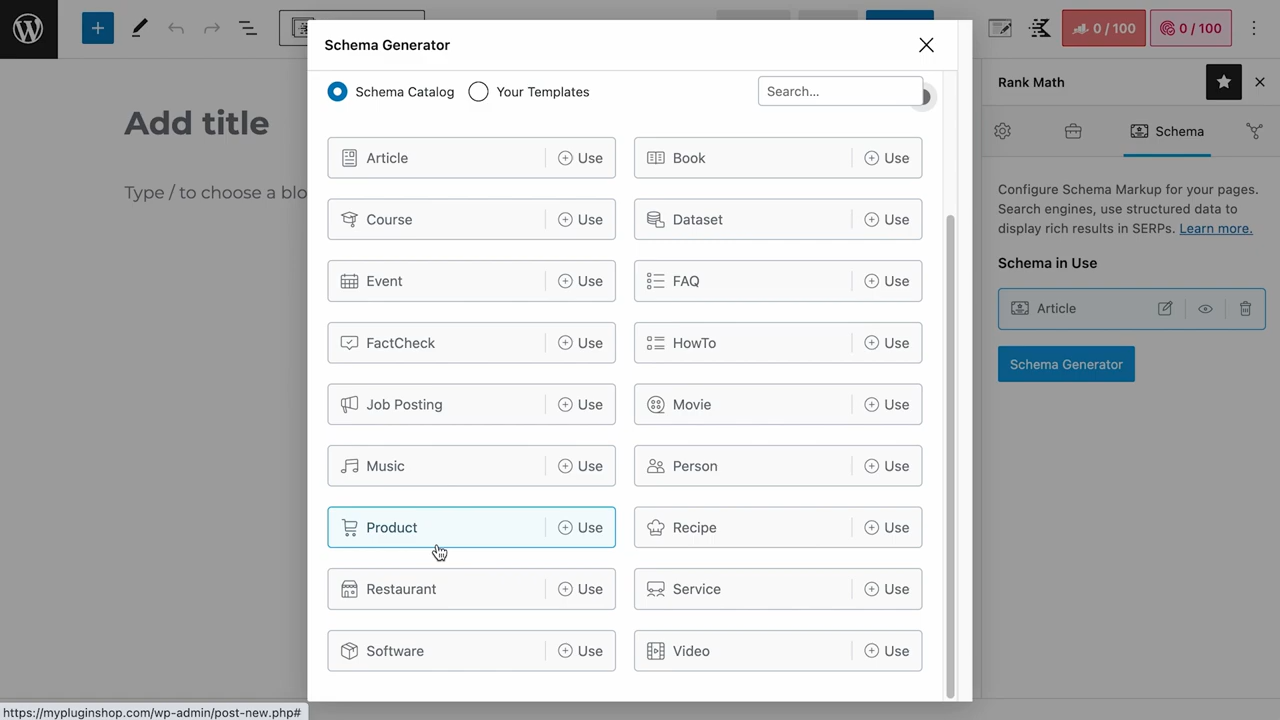 Schema Generator
0 / 100
0 / 100
Schema Catalog
Your Templates
Search...
Rank Math
Add title
Schema
Article
Use
Book
Use
Type / to choose a blo
Configure Schema Markup for your pages.
Search engines, use structured data to
display rich results in SERPs. Learn more.
Course
Use
Dataset
Use
Schema in Use
Event
Use
FAQ
Use
Article
FactCheck
Use
HowTo
Use
Schema Generator
Job Posting
Use
Movie
Use
Music
Use
Person
Use
Product
Use
Recipe
Use
Restaurant
Use
Service
Use
Software
Use
Video
Use
https://mypluginshop.com/wp-admin/post-new.php#